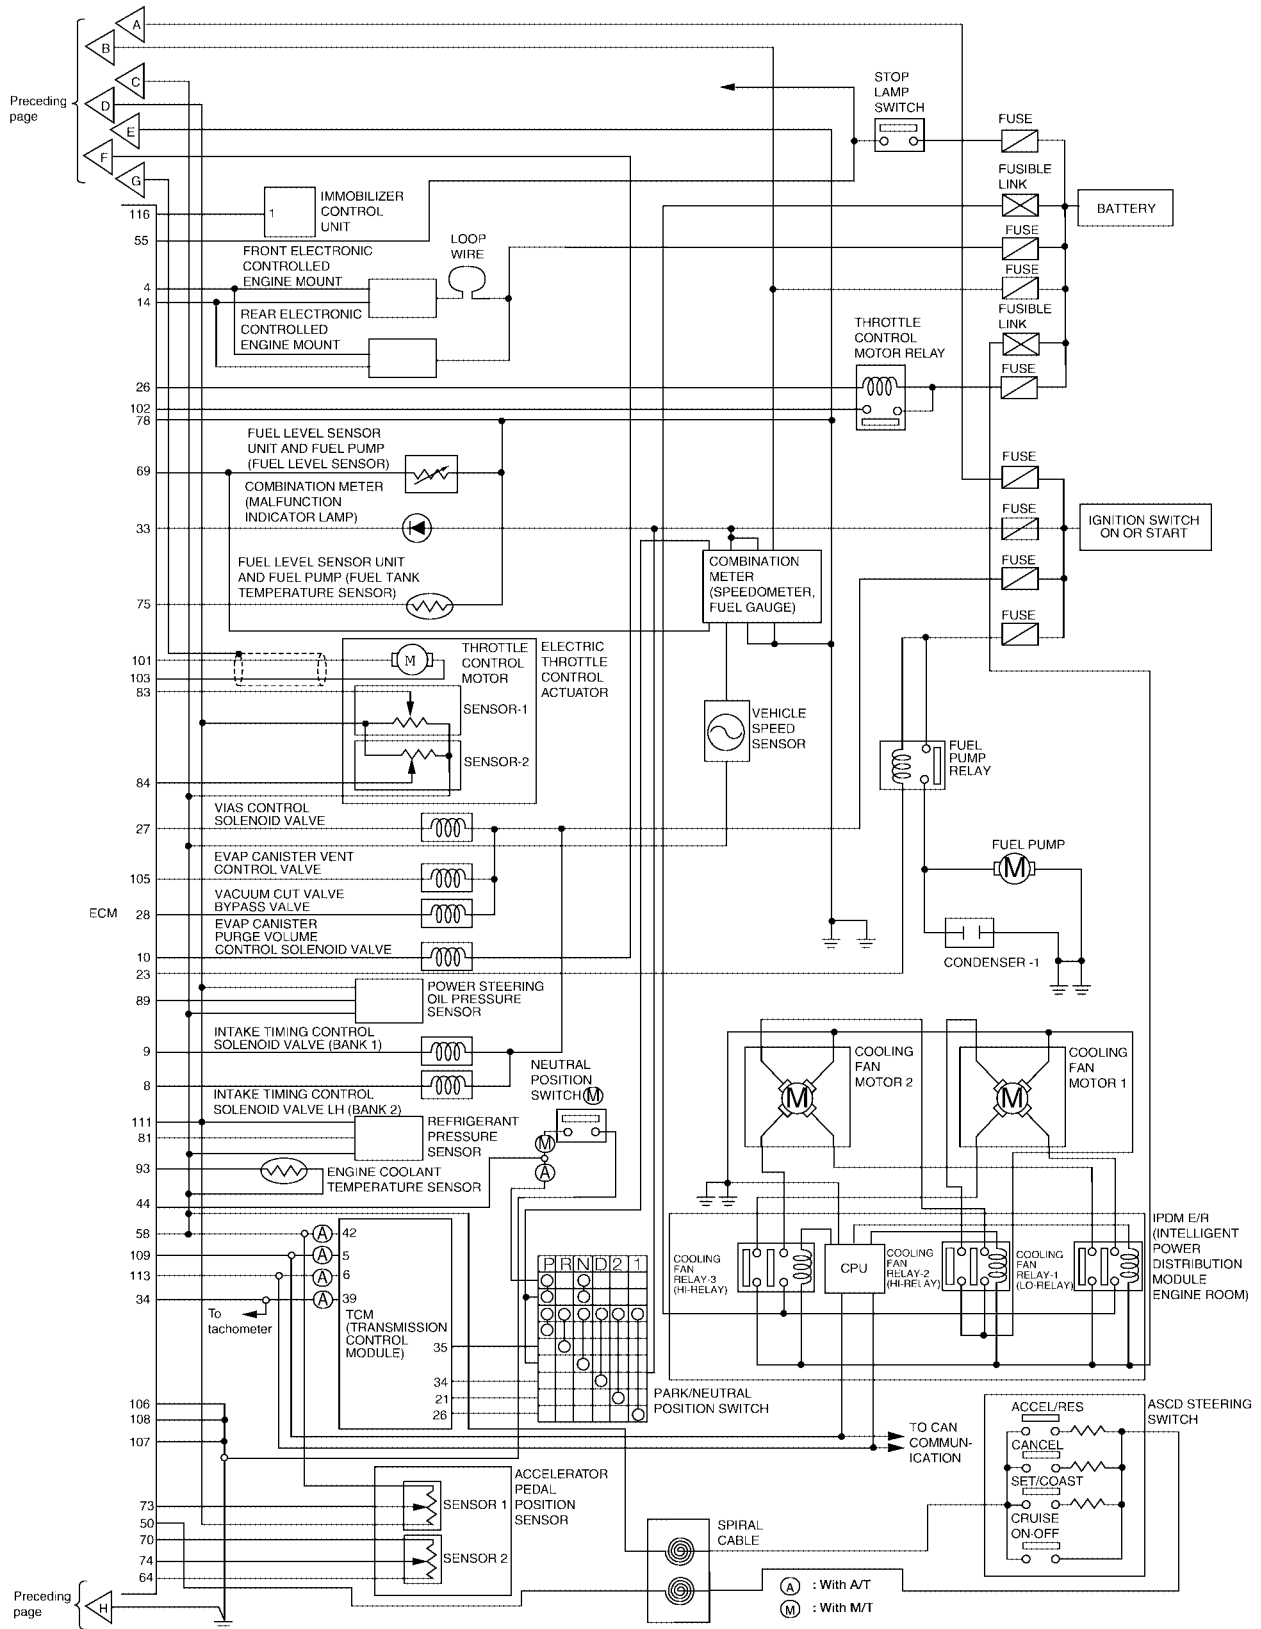 A
B
C
Preceding
page
D
E
F
G
STOP
LAMP
SWITCH
FUSE
FUSIBLE
LINK
BATTERY
FUSE
FUSE
FUSIBLE
LINK
FUSE
116
1
IMMOBILIZER
CONTROL
UNIT
55
FRONT ELECTRONIC
CONTROLLED
ENGINE MOUNT
LOOP
WIRE
4
14
REAR ELECTRONIC
CONTROLLED
ENGINE MOUNT
THROTTLE
CONTROL
MOTOR RELAY
26
102
78
FUEL LEVEL SENSOR
UNIT AND FUEL PUMP
(FUEL LEVEL SENSOR)
69
COMBINATION METER
(MALFUNCTION
INDICATOR LAMP)
33
FUSE
FUSE
IGNITION SWITCH
ON OR START
FUSE
FUSE
FUEL LEVEL SENSOR UNIT
AND FUEL PUMP (FUEL TANK
TEMPERATURE SENSOR)
75
COMBINATION
METER
(SPEEDOMETER,
FUEL GAUGE)
101
103
83
M
THROTTLE
CONTROL
MOTOR
ELECTRIC
THROTTLE
CONTROL
ACTUATOR
SENSOR-1
SENSOR-2
84
VEHICLE
SPEED
SENSOR
FUEL
PUMP
RELAY
VIAS CONTROL
SOLENOID VALVE
27
EVAP CANISTER VENT
CONTROL VALVE
105
VACUUM CUT VALVE
BYPASS VALVE
ECM
28
EVAP CANISTER
PURGE VOLUME
CONTROL SOLENOID VALVE
10
23
FUEL PUMP
M
CONDENSER -1
POWER STEERING
OIL PRESSURE
SENSOR
89
INTAKE TIMING CONTROL
SOLENOID VALVE (BANK 1)
9
8
INTAKE TIMING CONTROL
SOLENOID VALVE LH (BANK 2)
NEUTRAL
POSITION
SWITCH M
M
A
COOLING
FAN
MOTOR 2
M
COOLING
FAN
MOTOR 1
M
111
81
REFRIGERANT
PRESSURE
SENSOR
93
ENGINE COOLANT
TEMPERATURE SENSOR
44
58
A
42
109
A
5
113
A
6
34
A
39
To
tachometer
TCM
(TRANSMISSION
CONTROL
MODULE)
35
34
21
26
P R N D 2 1
PARK/NEUTRAL
POSITION SWITCH
COOLING
FAN
RELAY-3
(HI-RELAY)
CPU
COOLING
FAN
RELAY-2
(HI-RELAY)
COOLING
FAN
RELAY-1
(LO-RELAY)
IPDM E/R
(INTELLIGENT
POWER
DISTRIBUTION
MODULE
ENGINE ROOM)
106
108
107
TO CAN
COMMUN-
ICATION
ACCEL/RES
CANCEL
SET/COAST
CRUISE
ON-OFF
ASCD STEERING
SWITCH
ACCELERATOR
PEDAL
POSITION
SENSOR
73
SENSOR 1
50
70
74
SENSOR 2
64
SPIRAL
CABLE
A : With A/T
M : With M/T
Preceding
page
H